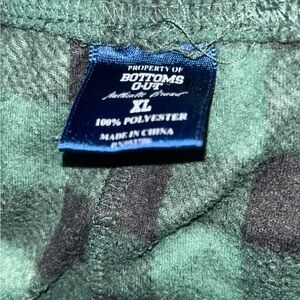 PROPERTY OF
BOTTOMS
OUT
Authentic Brand
XL
100% POLYESTER
MADE IN CHINA